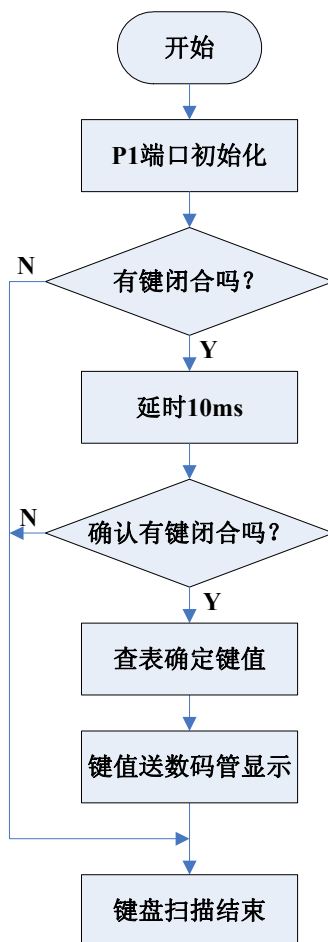 开始
P1端口初始化
N
有键闭合吗？
Y
延时10ms
N
确认有键闭合吗？
Y
查表确定键值
键值送数码管显示
键盘扫描结束